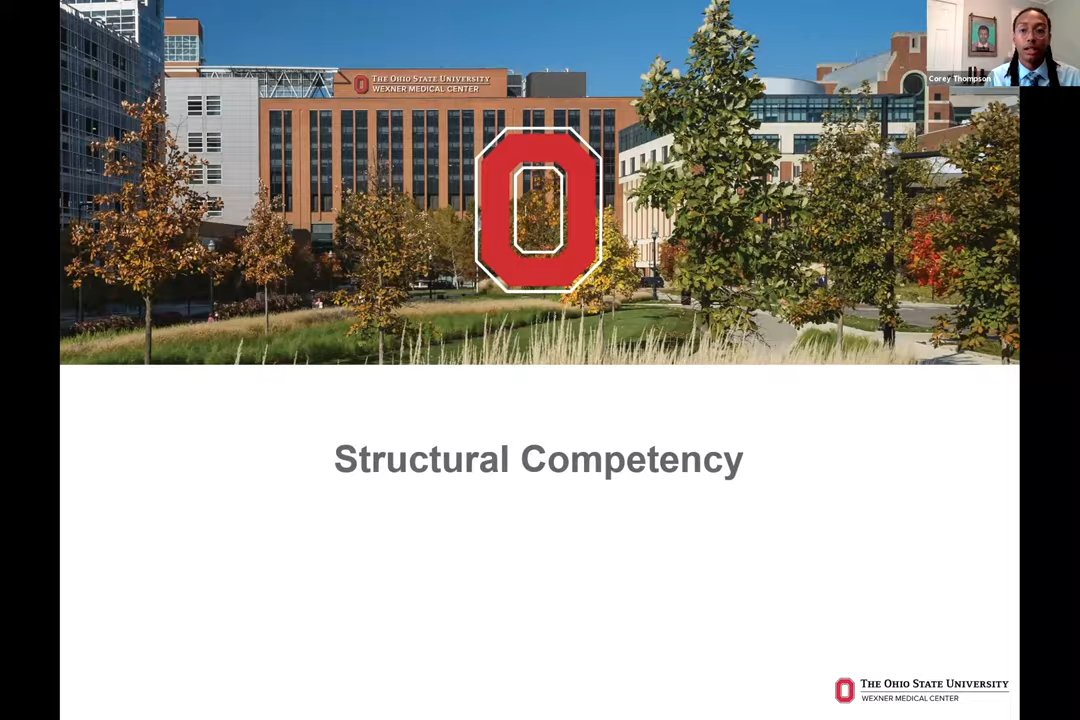 THE OHIO STATE UNIVERSITY
WEXNER MEDICAL CENTER
Corey Thompson
Structural Competency
THE OHIO STATE UNIVERSITY
WEXNER MEDICAL CENTER